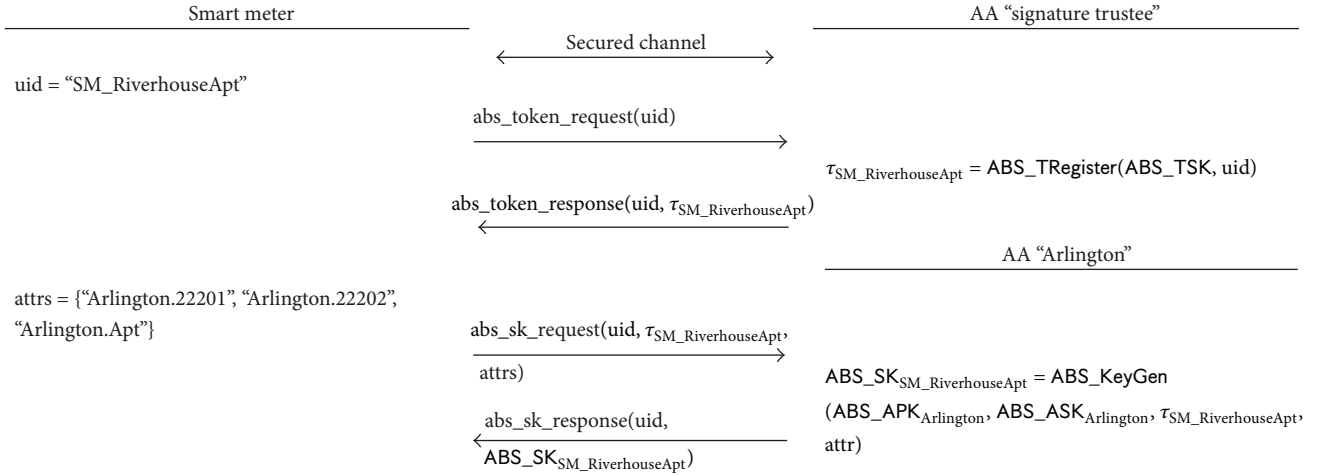 Smart meter
AA “signature trustee”
Secured channel
uid = “SM_RiverhouseApt”
abs_token_request(uid)
τSM_RiverhouseApt = ABS_TRegister(ABS_TSK, uid)
abs_token_response(uid, τSM_RiverhouseApt)
AA “Arlington”
attrs = {“Arlington.22201”, “Arlington.22202”,
“Arlington.Apt”}
abs_sk_request(uid, τSM_RiverhouseApt,
attrs)
ABS_SKSM_RiverhouseApt = ABS_KeyGen
(ABS_APKArlington, ABS_ASKArlington, τSM_RiverhouseApt,
attr)
abs_sk_response(uid,
ABS_SKSM_RiverhouseApt)